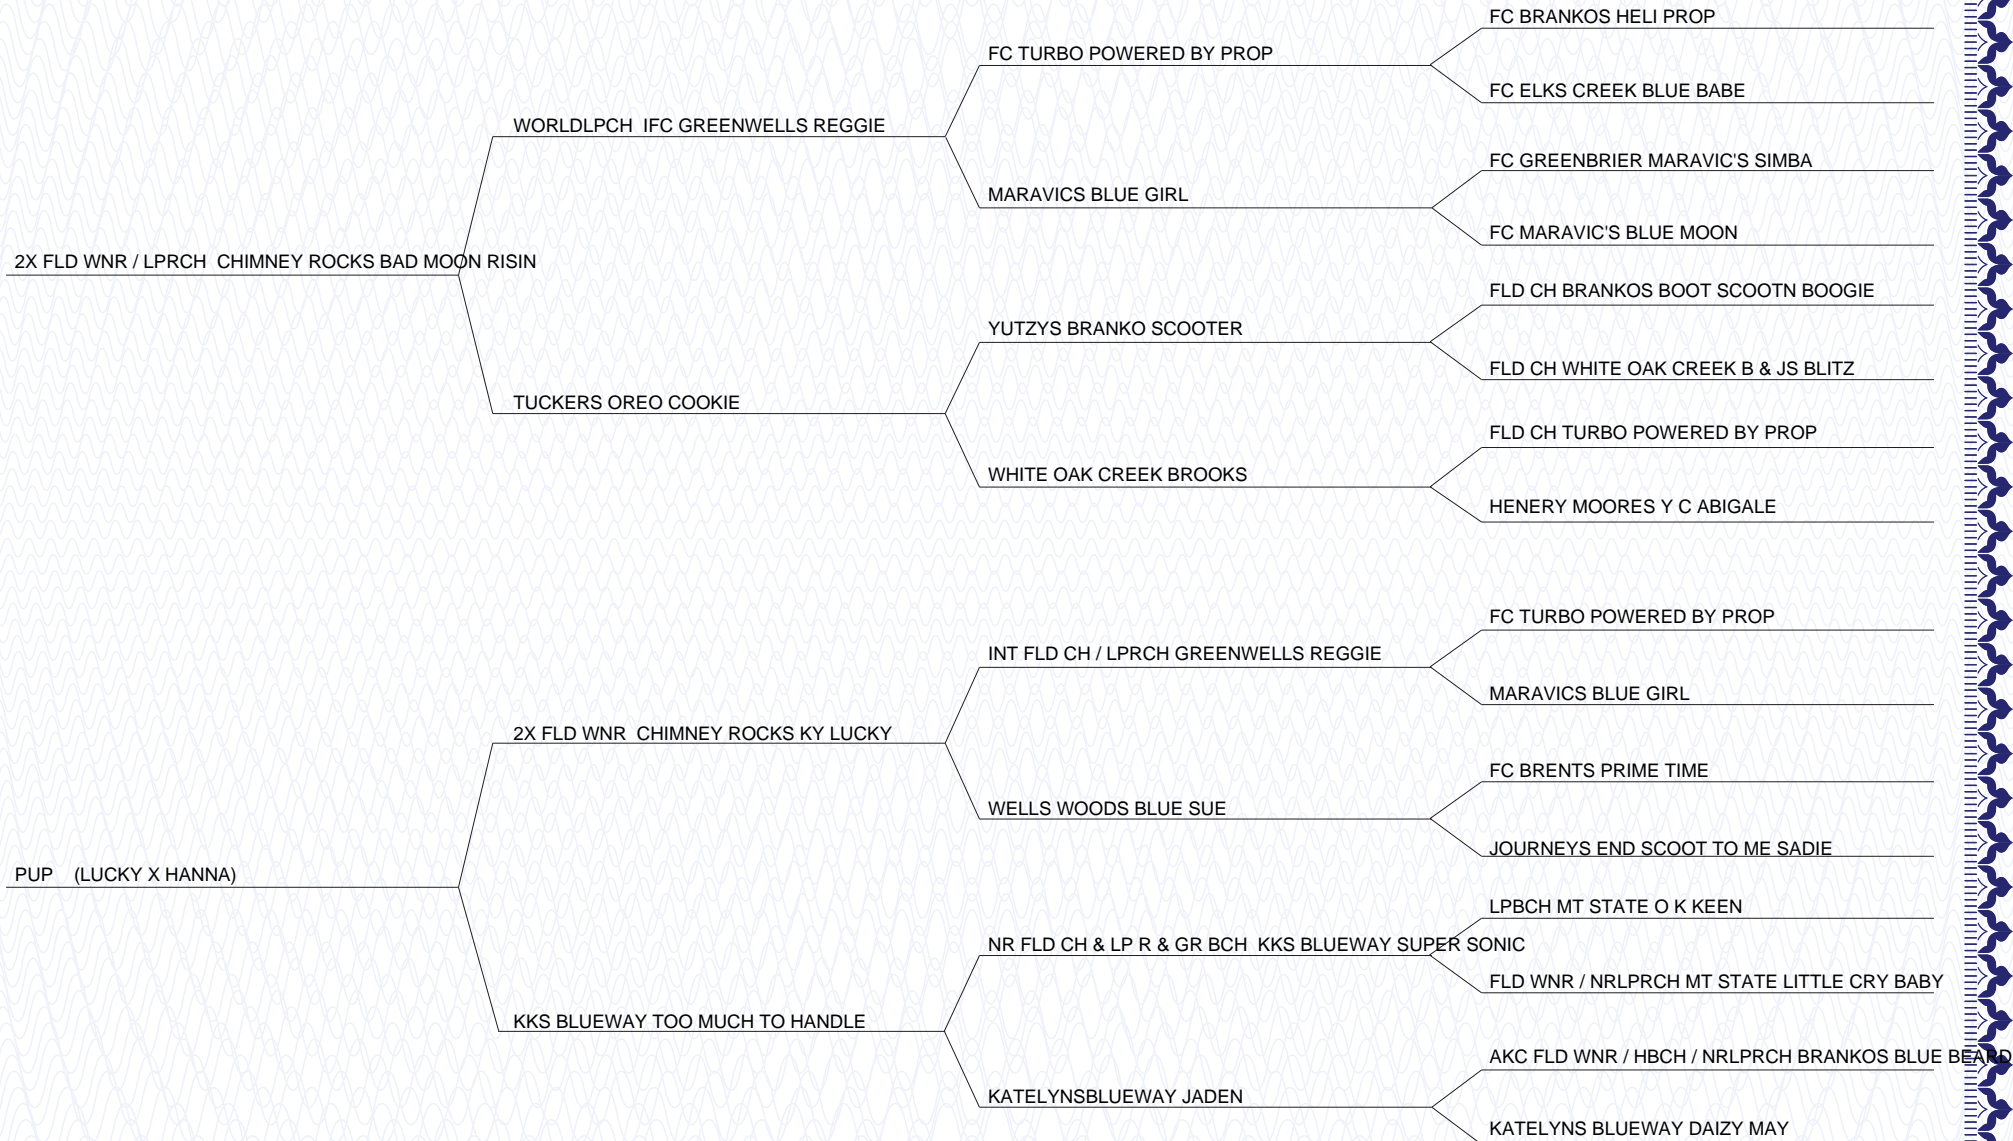 FC BRANKOS HELI PROP
FC TURBO POWERED BY PROP
FC ELKS CREEK BLUE BABE
WORLDLPCH  IFC GREENWELLS REGGIE
FC GREENBRIER MARAVIC'S SIMBA
MARAVICS BLUE GIRL
FC MARAVIC'S BLUE MOON
2X FLD WNR / LPRCH  CHIMNEY ROCKS BAD MOON RISIN
FLD CH BRANKOS BOOT SCOOTN BOOGIE
YUTZYS BRANKO SCOOTER
FLD CH WHITE OAK CREEK B & JS BLITZ
TUCKERS OREO COOKIE
FLD CH TURBO POWERED BY PROP
WHITE OAK CREEK BROOKS
HENERY MOORES Y C ABIGALE
FC TURBO POWERED BY PROP
INT FLD CH / LPRCH GREENWELLS REGGIE
MARAVICS BLUE GIRL
2X FLD WNR  CHIMNEY ROCKS KY LUCKY
FC BRENTS PRIME TIME
WELLS WOODS BLUE SUE
JOURNEYS END SCOOT TO ME SADIE
PUP    (LUCKY X HANNA)
LPBCH MT STATE O K KEEN
NR FLD CH & LP R & GR BCH  KKS BLUEWAY SUPER SONIC
FLD WNR / NRLPRCH MT STATE LITTLE CRY BABY
KKS BLUEWAY TOO MUCH TO HANDLE
AKC FLD WNR / HBCH / NRLPRCH BRANKOS BLUE BEARD
KATELYNSBLUEWAY JADEN
KATELYNS BLUEWAY DAIZY MAY